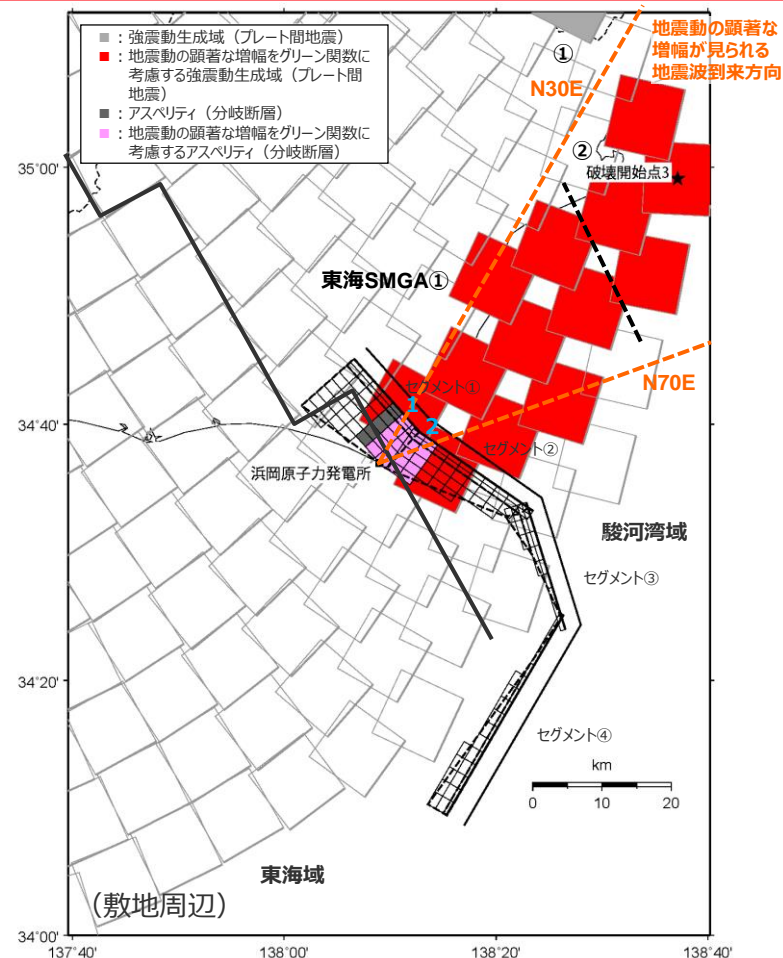 ：強震動生成域（プレート間地震）
：地震動の顕著な増幅をグリーン関数に
考慮する強震動生成域（プレート間
地震）
：アスペリティ（分岐断層）
：地震動の顕著な増幅をグリーン関数に
考慮するアスペリティ（分岐断層）
地震動の顕著な
増幅が見られる
地震波到来方向
①
N30E
②
破壊開始点3
35°00'
東海SMGA①
N70E
セグメント①
1
34°40'
2
セグメント②
浜岡原子力発電所
駿河湾域
セグメント③
34°20'
セグメント④
km
0 10 20
東海域
（敷地周辺）
34°00'
137°40' 138°00' 138°20' 138°40'